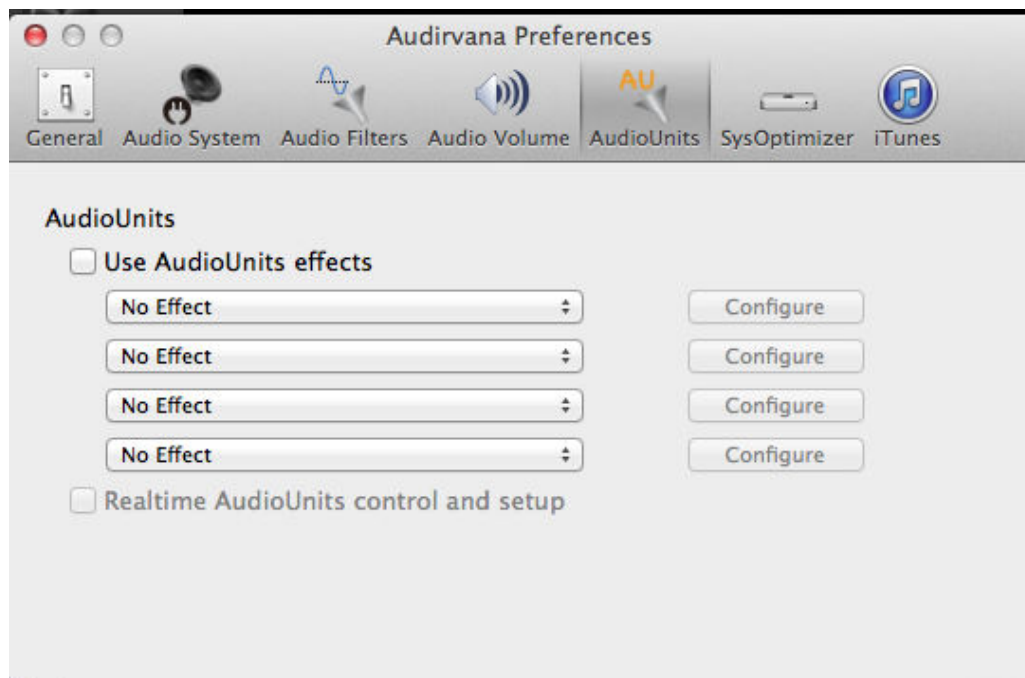 Audirvana Preferences
AU
General Audio System Audio Filters Audio Volume AudioUnits SysOptimizer iTunes
AudioUnits
Use AudioUnits effects
No Effect Configure
No Effect Configure
No Effect Configure
No Effect Configure
Realtime AudioUnits control and setup